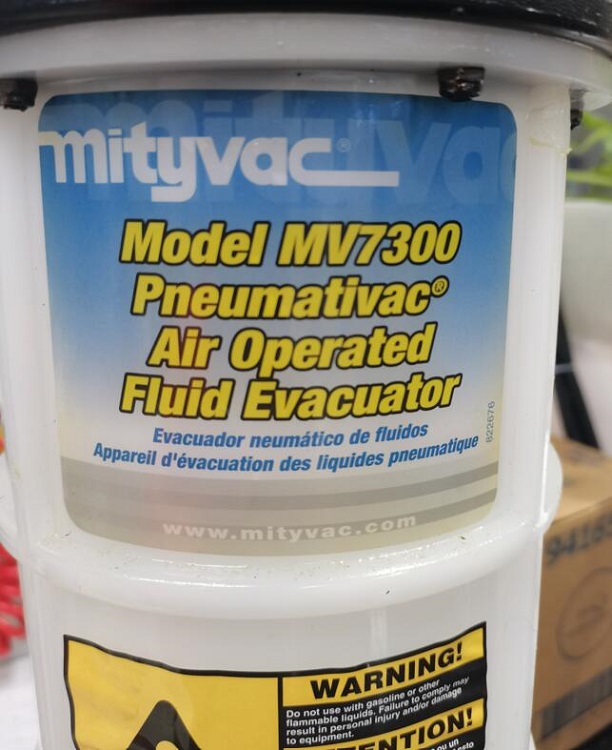 mityvac®
Model MV7300
Pneumativac®
Air Operated
Fluid Evacuator
Evacuador neumático de fluidos
Appareil d'évacuation des liquides pneumatique
822676
www.mityvac.com
WARNING!
Do not use with gasoline or other
flammable liquids. Failure to comply may
result in personal injury and/or damage
to equipment.